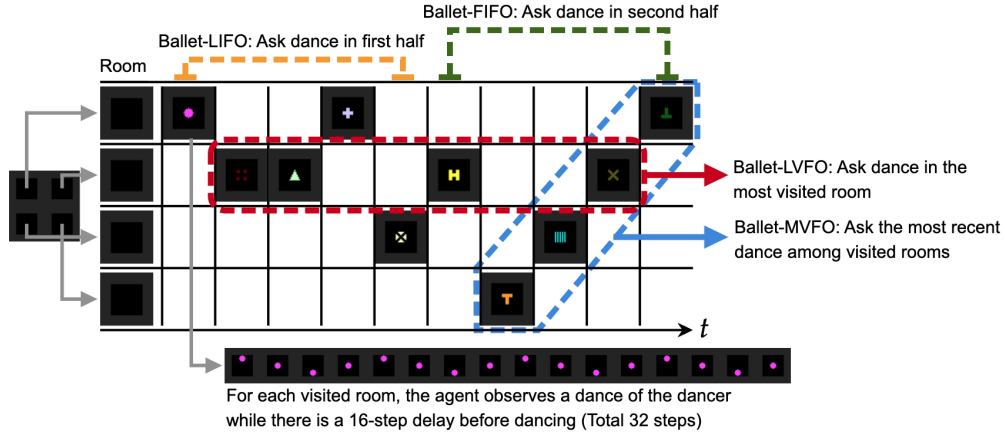 Ballet-FIFO: Ask dance in second half
Ballet-LIFO: Ask dance in first half
Room
Ballet-LVFO: Ask dance in the
most visited room
Ballet-MVFO: Ask the most recent
dance among visited rooms
t
For each visited room, the agent observes a dance of the dancer
while there is a 16-step delay before dancing (Total 32 steps)